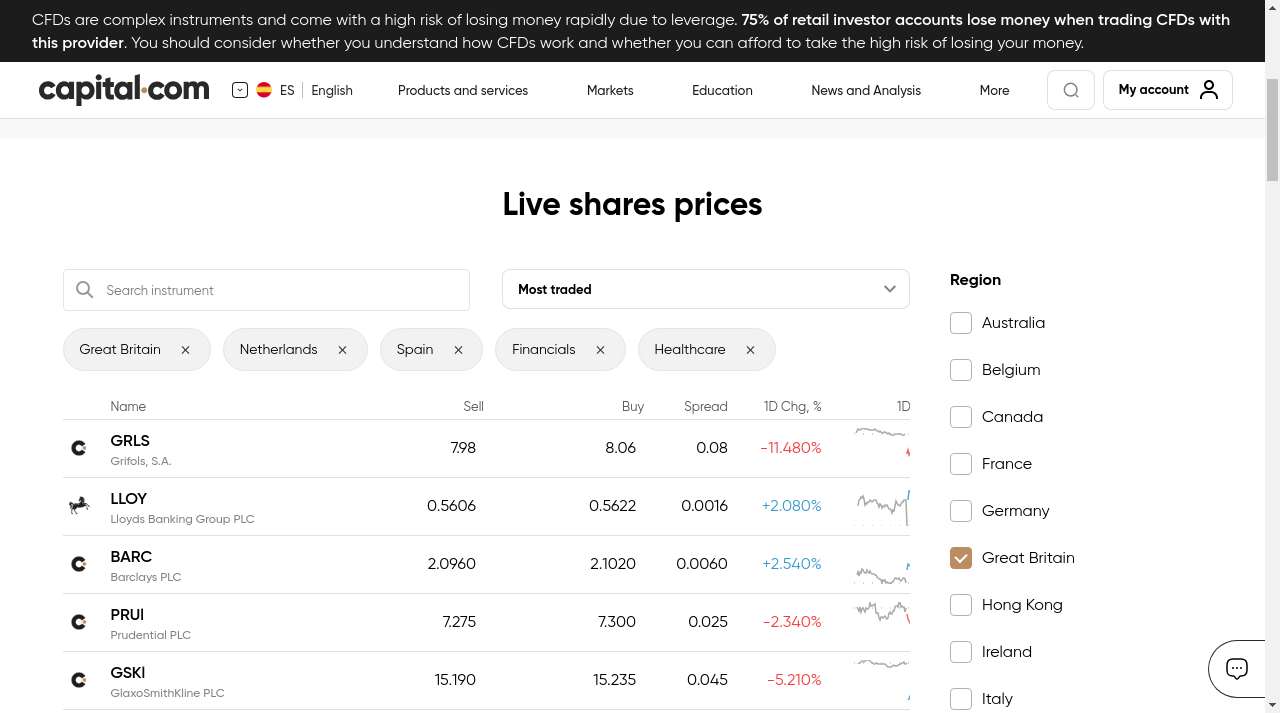 CFDs are complex instruments and come with a high risk of losing money rapidly due to leverage. 75% of retail investor accounts lose money when trading CFDs with
this provider. You should consider whether you understand how CFDs work and whether you can afford to take the high risk of losing your money.
capital.com
ES English
Products and services
Markets
Education
News and Analysis
More
My account
Live shares prices
Search instrument
Most traded
Great Britain
Netherlands
Spain
Financials
Healthcare
Name Sell Buy Spread 1D Chg, % 1D
GRLS 7.98 8.06 0.08 -11.480%
Grifols, S.A.
LLOY 0.5606 0.5622 0.0016 +2.080%
Lloyds Banking Group PLC
BARC 2.0960 2.1020 0.0060 +2.540%
Barclays PLC
PRUl 7.275 7.300 0.025 -2.340%
Prudential PLC
GSKl 15.190 15.235 0.045 -5.210%
GlaxoSmithKline PLC
Region
Australia
Belgium
Canada
France
Germany
Great Britain
Hong Kong
Ireland
Italy